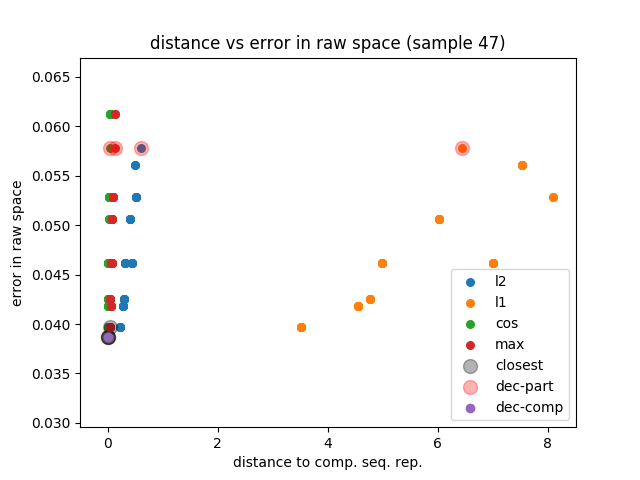 distance vs error in raw space (sample 47)
0.065
0.060
0.055
0.050
0.045
0.040
0.035
0.030
error in raw space
l2
l1
cos
max
closest
dec-part
dec-comp
0 2 4 6 8
distance to comp. seq. rep.